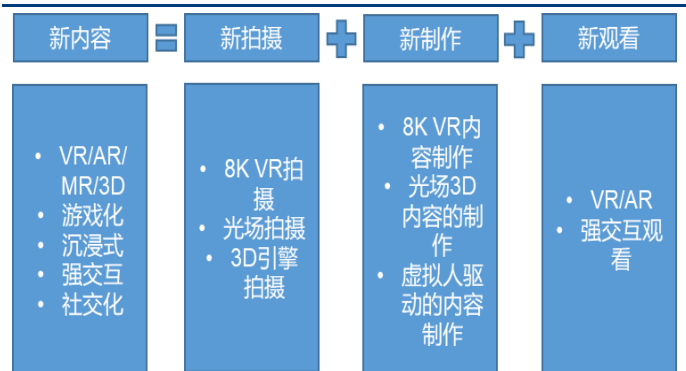 新内容
=
新拍摄
+
新制作
+
新观看
• VR/AR/
MR/3D
• 游戏化
• 沉浸式
• 强交互
• 社交化
• 8K VR拍
摄
• 光场拍摄
• 3D引擎
拍摄
• 8K VR内
容制作
• 光场3D
内容的制
作
• 虚拟人驱
动的内容
制作
• VR/AR
• 强交互观
看